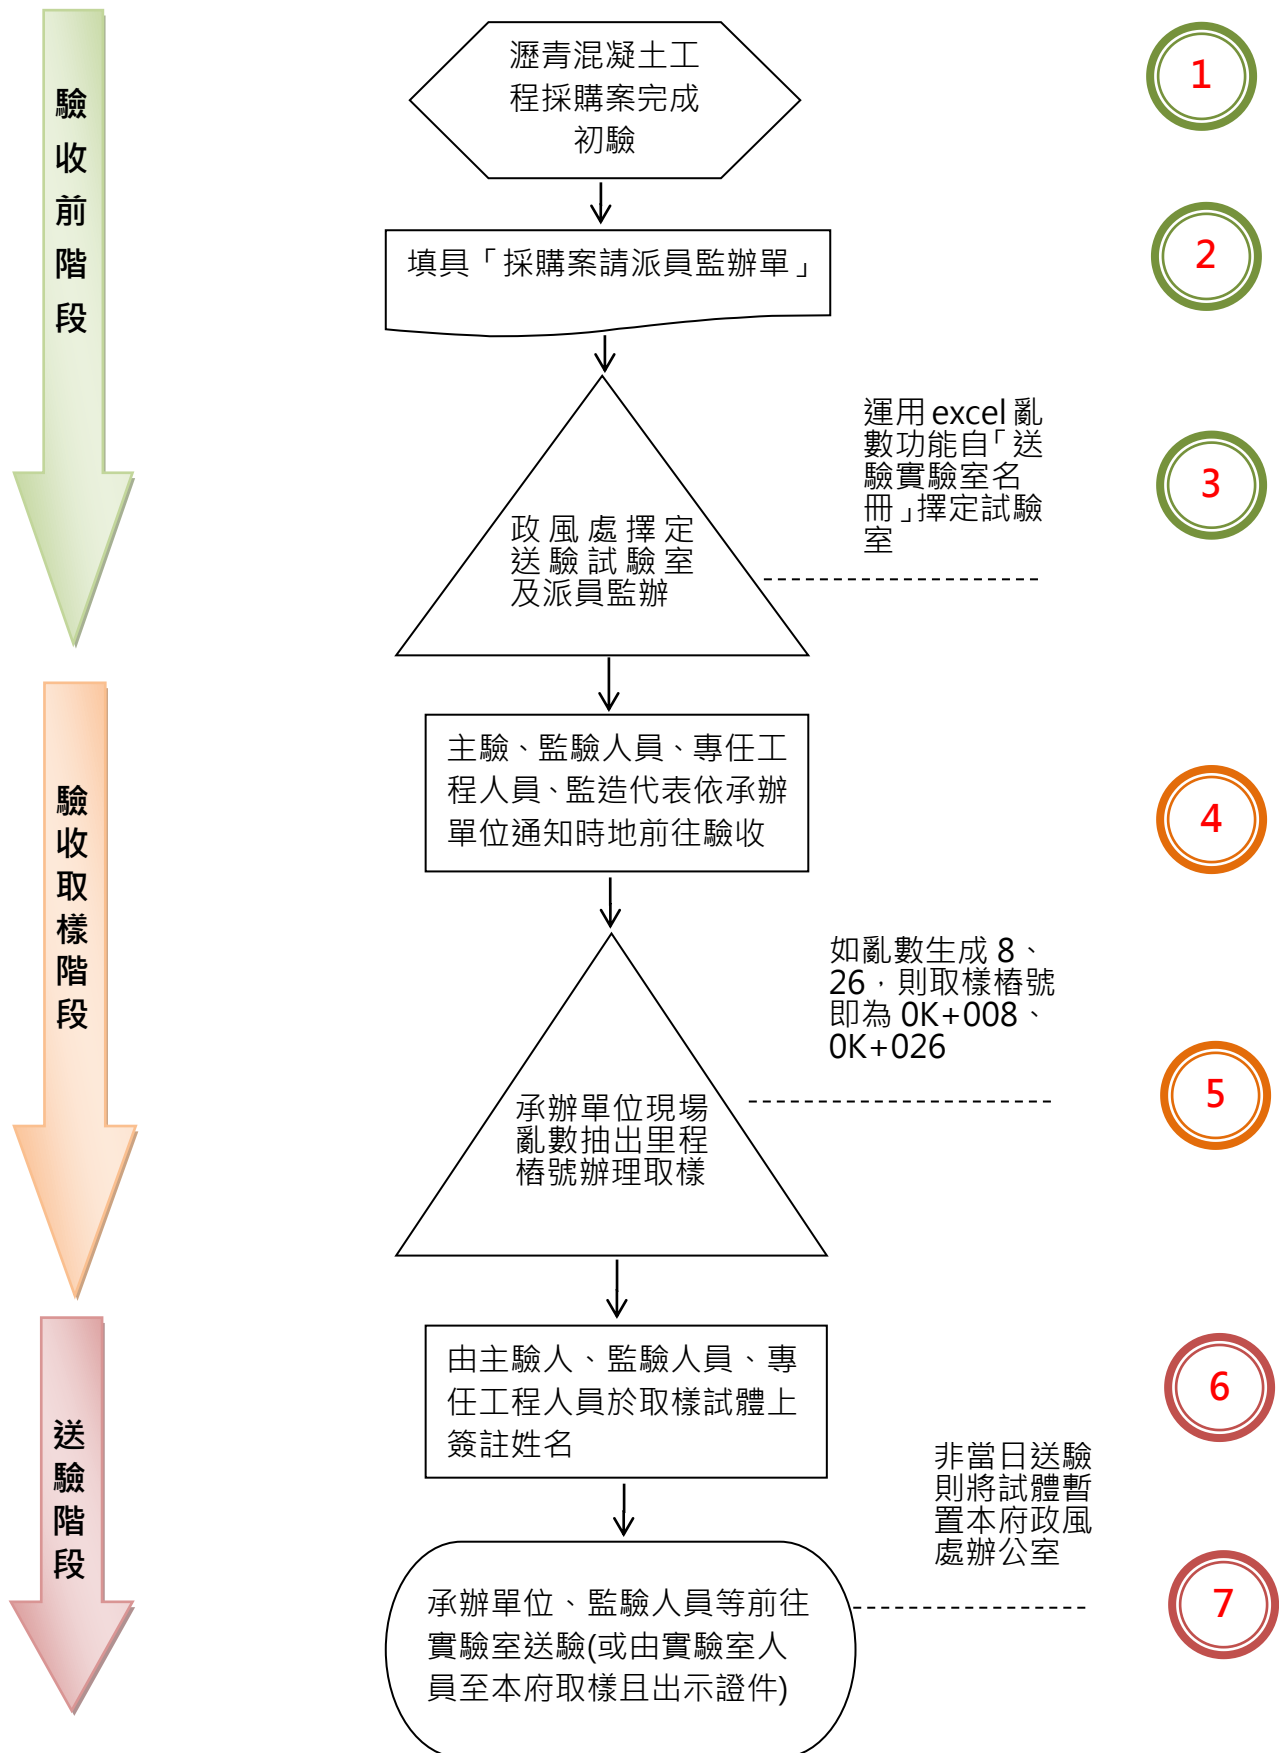 驗收前階段
瀝青混凝土工
程採購案完成
初驗
1
填具「採購案請派員監辦單」
2
運用 excel 亂
數功能自「送
驗實驗室名
冊」擇定試驗
室
3
政風處擇定
送驗試驗室
及派員監辦
驗收取樣階段
主驗、監驗人員、專任工
程人員、監造代表依承辦
單位通知時地前往驗收
4
如亂數生成 8、
26，則取樣樁號
即為 0K+008、
0K+026
5
承辦單位現場
亂數抽出里程
樁號辦理取樣
送驗階段
由主驗人、監驗人員、專
任工程人員於取樣試體上
簽註姓名
6
非當日送驗
則將試體暫
置本府政風
處辦公室
7
承辦單位、監驗人員等前往
實驗室送驗(或由實驗室人
員至本府取樣且出示證件)